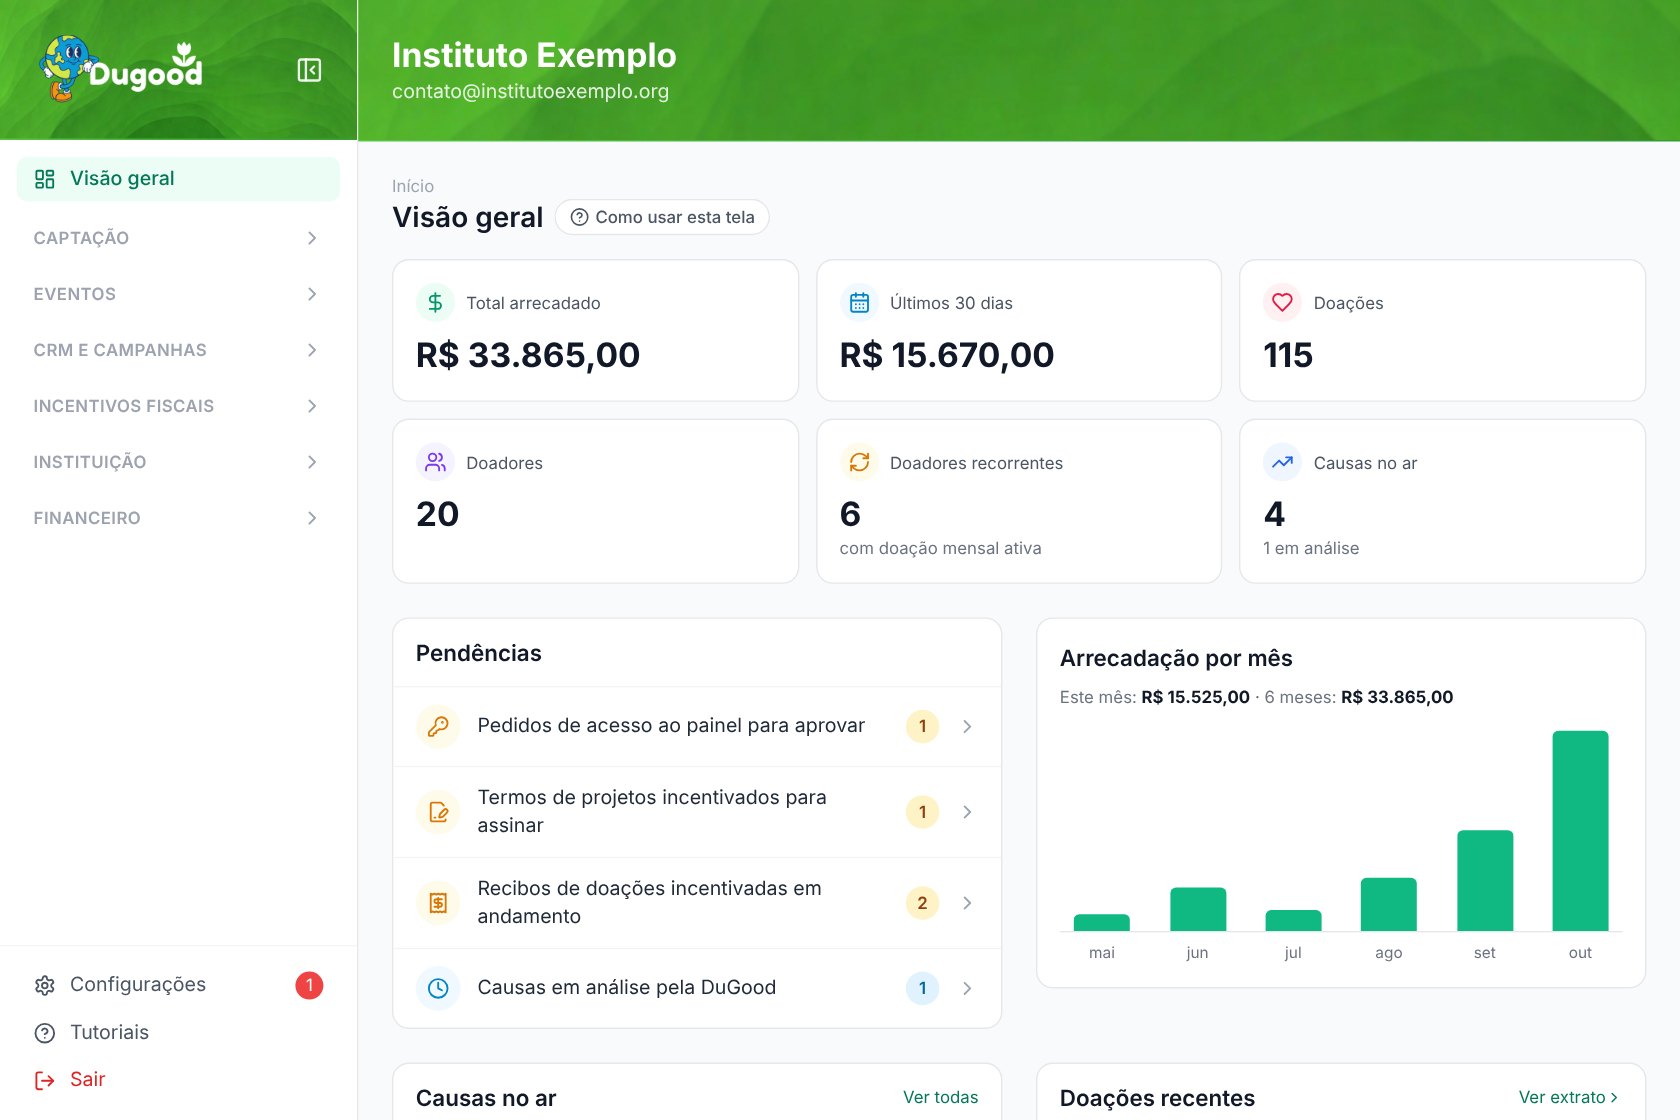 Dugood
Instituto Exemplo
contato@institutoexemplo.org
Visão geral
CAPTAÇÃO
EVENTOS
CRM E CAMPANHAS
INCENTIVOS FISCAIS
INSTITUIÇÃO
FINANCEIRO
Configurações
1
Tutoriais
Sair
Início
Visão geral
Como usar esta tela
Total arrecadado
R$ 33.865,00
Últimos 30 dias
R$ 15.670,00
Doações
115
Doadores
20
Doadores recorrentes
6
com doação mensal ativa
Causas no ar
4
1 em análise
Pendências
Pedidos de acesso ao painel para aprovar
1
Termos de projetos incentivados para
assinar
1
Recibos de doações incentivadas em
andamento
2
Causas em análise pela DuGood
1
Arrecadação por mês
Este mês: R$ 15.525,00 · 6 meses: R$ 33.865,00
mai
jun
jul
ago
set
out
Causas no ar
Ver todas
Doações recentes
Ver extrato